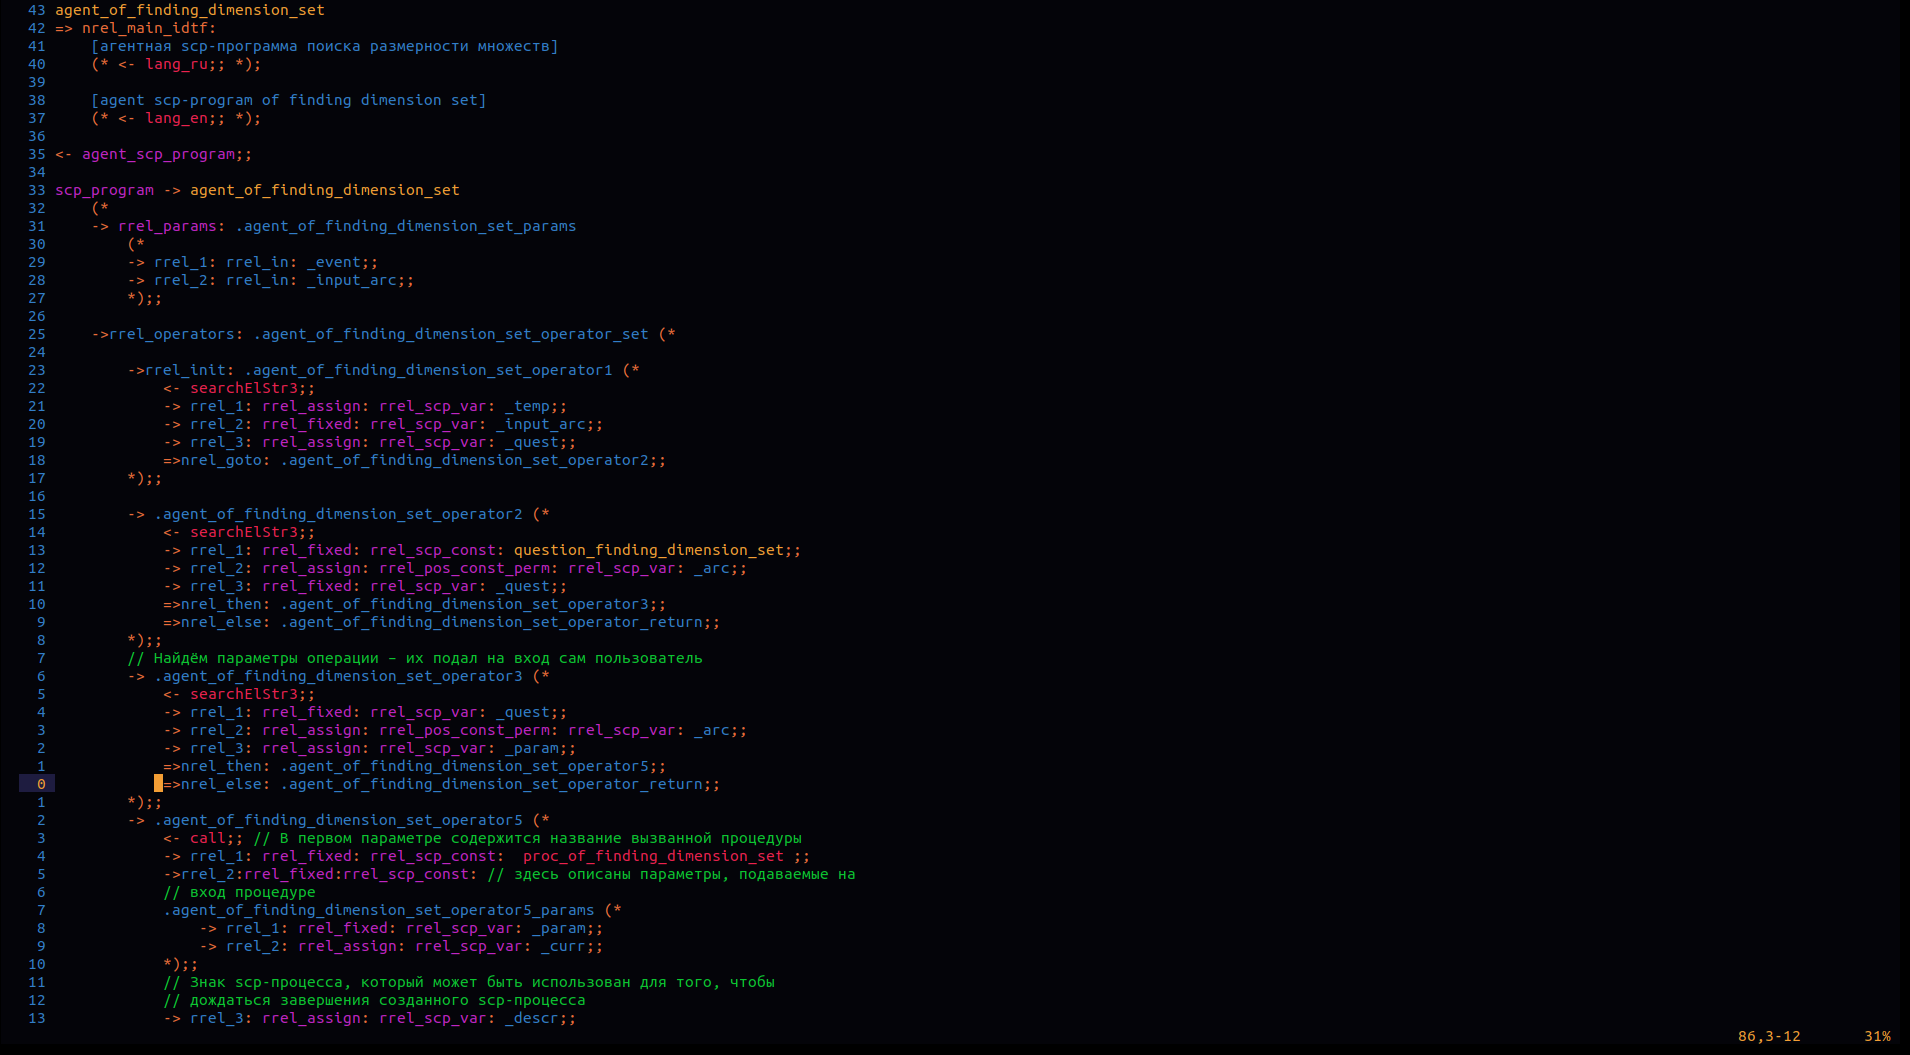 43 agent_of_finding_dimension_set
42 => nrel_main_idtf:
41     [агентная scp-программа поиска размерности множеств]
40     (* <- lang_ru;; *);
39
38     [agent scp-program of finding dimension set]
37     (* <- lang_en;; *);
36
35 <- agent_scp_program;;
34
33 scp_program -> agent_of_finding_dimension_set
32     (*
31     -> rrel_params: .agent_of_finding_dimension_set_params
30         (*
29         -> rrel_1: rrel_in: _event;;
28         -> rrel_2: rrel_in: _input_arc;;
27         *);;
26
25     ->rrel_operators: .agent_of_finding_dimension_set_operator_set (*
24
23         ->rrel_init: .agent_of_finding_dimension_set_operator1 (*
22             <- searchElStr3;;
21             -> rrel_1: rrel_assign: rrel_scp_var: _temp;;
20             -> rrel_2: rrel_fixed: rrel_scp_var: _input_arc;;
19             -> rrel_3: rrel_assign: rrel_scp_var: _quest;;
18             =>nrel_goto: .agent_of_finding_dimension_set_operator2;;
17         *);;
16
15         -> .agent_of_finding_dimension_set_operator2 (*
14             <- searchElStr3;;
13             -> rrel_1: rrel_fixed: rrel_scp_const: question_finding_dimension_set;;
12             -> rrel_2: rrel_assign: rrel_pos_const_perm: rrel_scp_var: _arc;;
11             -> rrel_3: rrel_fixed: rrel_scp_var: _quest;;
10             =>nrel_then: .agent_of_finding_dimension_set_operator3;;
9             =>nrel_else: .agent_of_finding_dimension_set_operator_return;;
8         *);;
7         // Найдём параметры операции – их подал на вход сам пользователь
6         -> .agent_of_finding_dimension_set_operator3 (*
5             <- searchElStr3;;
4             -> rrel_1: rrel_fixed: rrel_scp_var: _quest;;
3             -> rrel_2: rrel_assign: rrel_pos_const_perm: rrel_scp_var: _arc;;
2             -> rrel_3: rrel_assign: rrel_scp_var: _param;;
1             =>nrel_then: .agent_of_finding_dimension_set_operator5;;
0             =>nrel_else: .agent_of_finding_dimension_set_operator_return;;
1         *);;
2         -> .agent_of_finding_dimension_set_operator5 (*
3             <- call;; // В первом параметре содержится название вызванной процедуры
4             -> rrel_1: rrel_fixed: rrel_scp_const:  proc_of_finding_dimension_set ;;
5             ->rrel_2:rrel_fixed:rrel_scp_const: // здесь описаны параметры, подаваемые на
6             // вход процедуре
7             .agent_of_finding_dimension_set_operator5_params (*
8                 -> rrel_1: rrel_fixed: rrel_scp_var: _param;;
9                 -> rrel_2: rrel_assign: rrel_scp_var: _curr;;
10             *);;
11             // Знак scp-процесса, который может быть использован для того, чтобы
12             // дождаться завершения созданного scp-процесса
13             -> rrel_3: rrel_assign: rrel_scp_var: _descr;;
86,3-12 31%